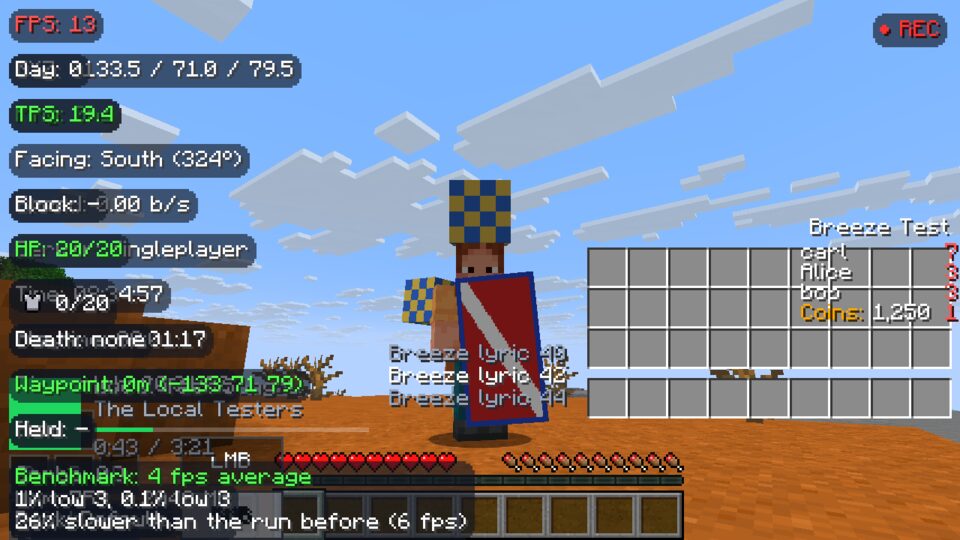 FPS: 13
REC
Day: 0133.5 / 71.0 / 79.5
TPS: 19.4
Facing: South (324°)
Block: -.00 b/s
Breeze Test
HP: 20/20 ingleplayer
carl 7
Alice 3
bob 3
4:57
0/20
Coins: 1,250 1
Death: none 01:17
Breeze lyric 40
Breeze lyric 42
Breeze lyric 44
Waypoint: 0m (-133 71 79)
The Local Testers
Held: -
0:43 / 3:21
LMB
Benchmark: 4 fps average
1% low 3, 0.1% low 3
26% slower than the run before (6 fps)